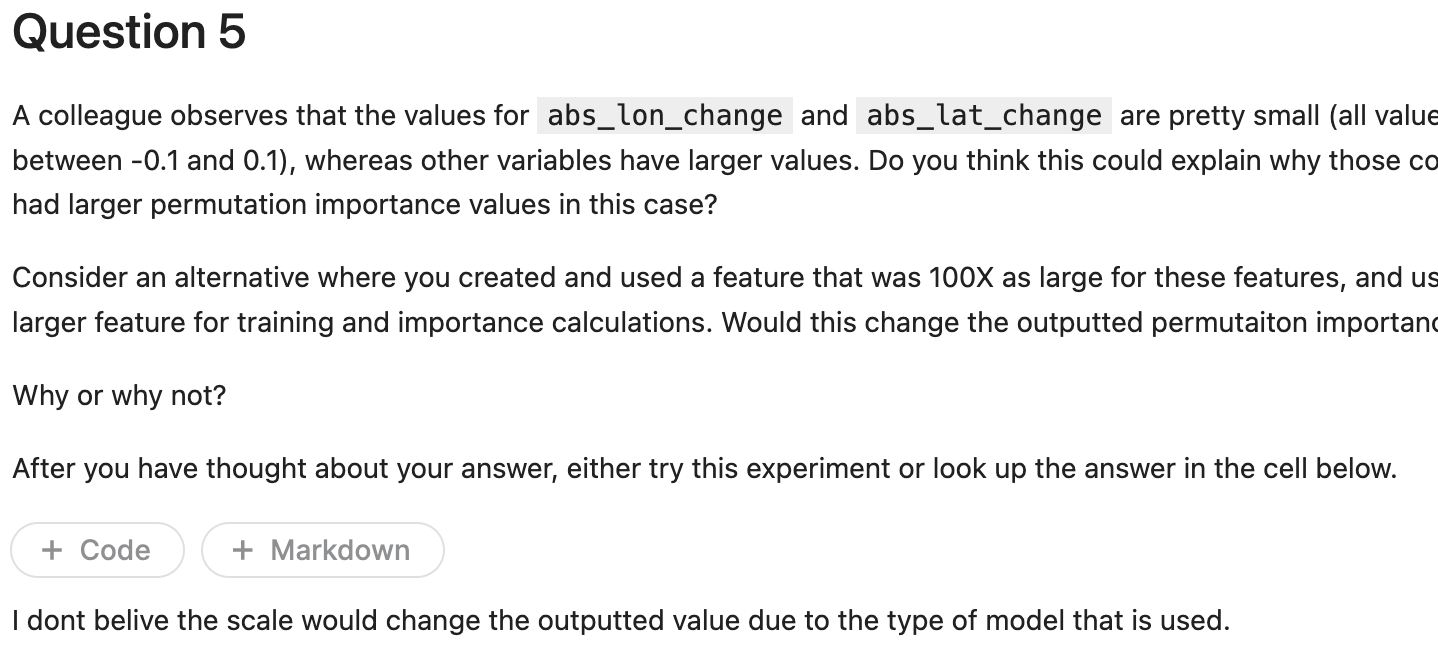 Question 5
A colleague observes that the values for abs_lon_change and abs_lat_change are pretty small (all value
between -0.1 and 0.1), whereas other variables have larger values. Do you think this could explain why those co
had larger permutation importance values in this case?
Consider an alternative where you created and used a feature that was 100X as large for these features, and us
larger feature for training and importance calculations. Would this change the outputted permutaiton importanc
Why or why not?
After you have thought about your answer, either try this experiment or look up the answer in the cell below.
+ Code + Markdown
I dont belive the scale would change the outputted value due to the type of model that is used.